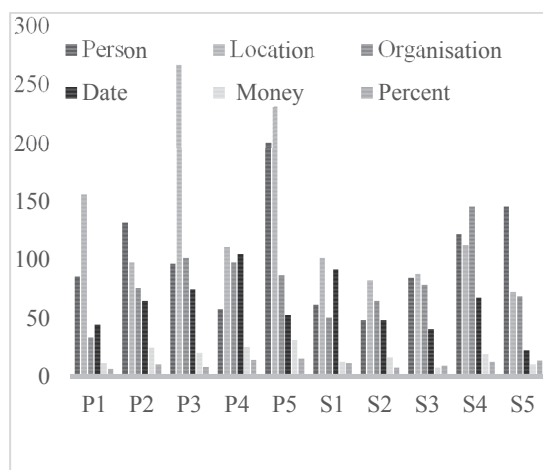 300
Person Location Organisation
250
Date Money Percent
200
150
100
50
0
P1 P2 P3 P4 P5 S1 S2 S3 S4 S5